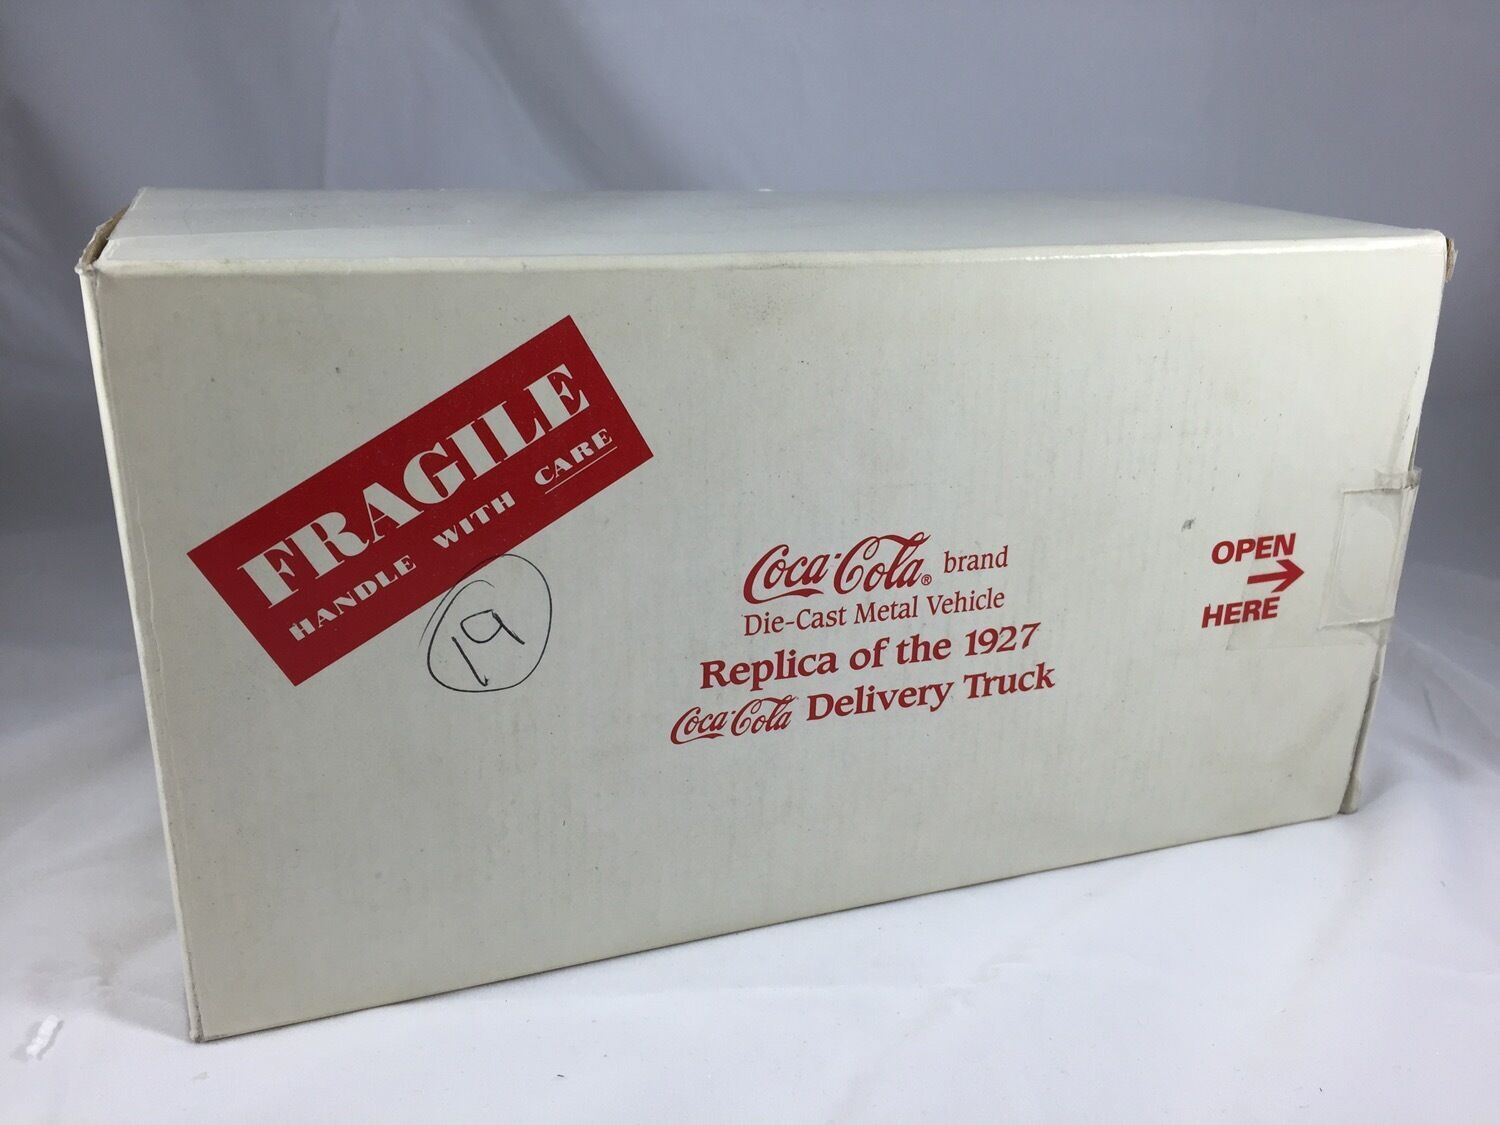 FRAGILE
HANDLE WITH CARE
19
Coca-Cola® brand
Die-Cast Metal Vehicle
Replica of the 1927
Coca-Cola Delivery Truck
OPEN
HERE